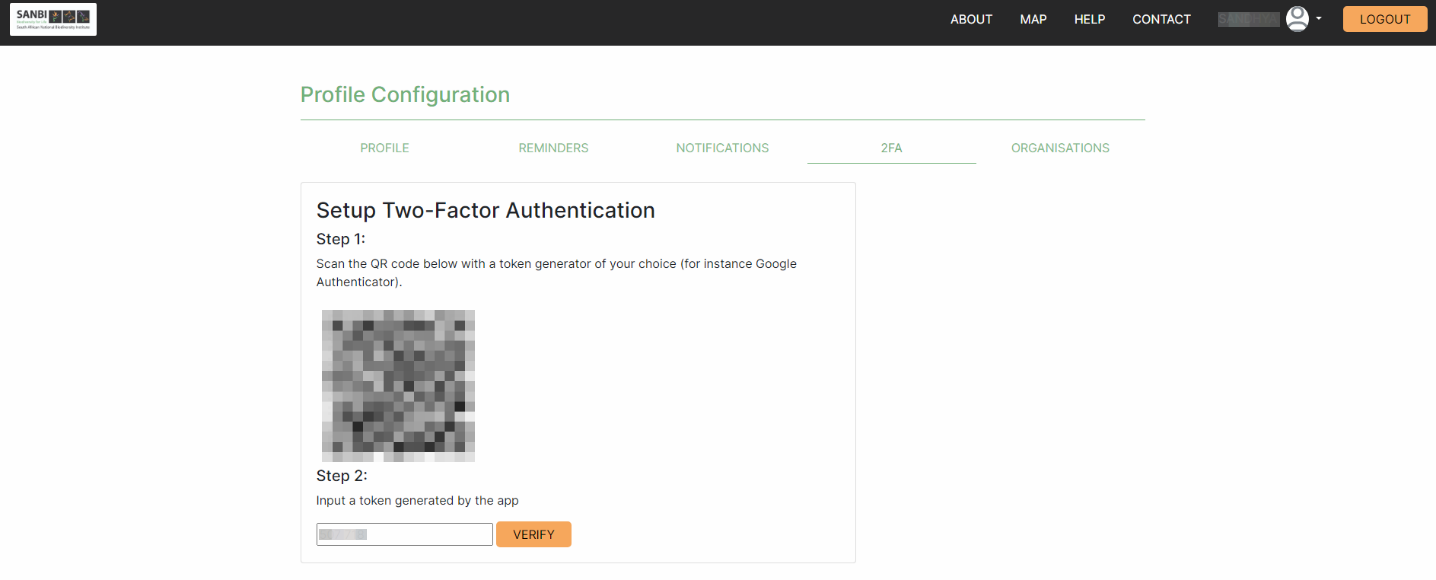 SANBI
South African National Biodiversity Institute
ABOUT MAP HELP CONTACT LOGOUT
Profile Configuration
PROFILE REMINDERS NOTIFICATIONS 2FA ORGANISATIONS
Setup Two-Factor Authentication
Step 1:
Scan the QR code below with a token generator of your choice (for instance Google
Authenticator).
Step 2:
Input a token generated by the app
VERIFY